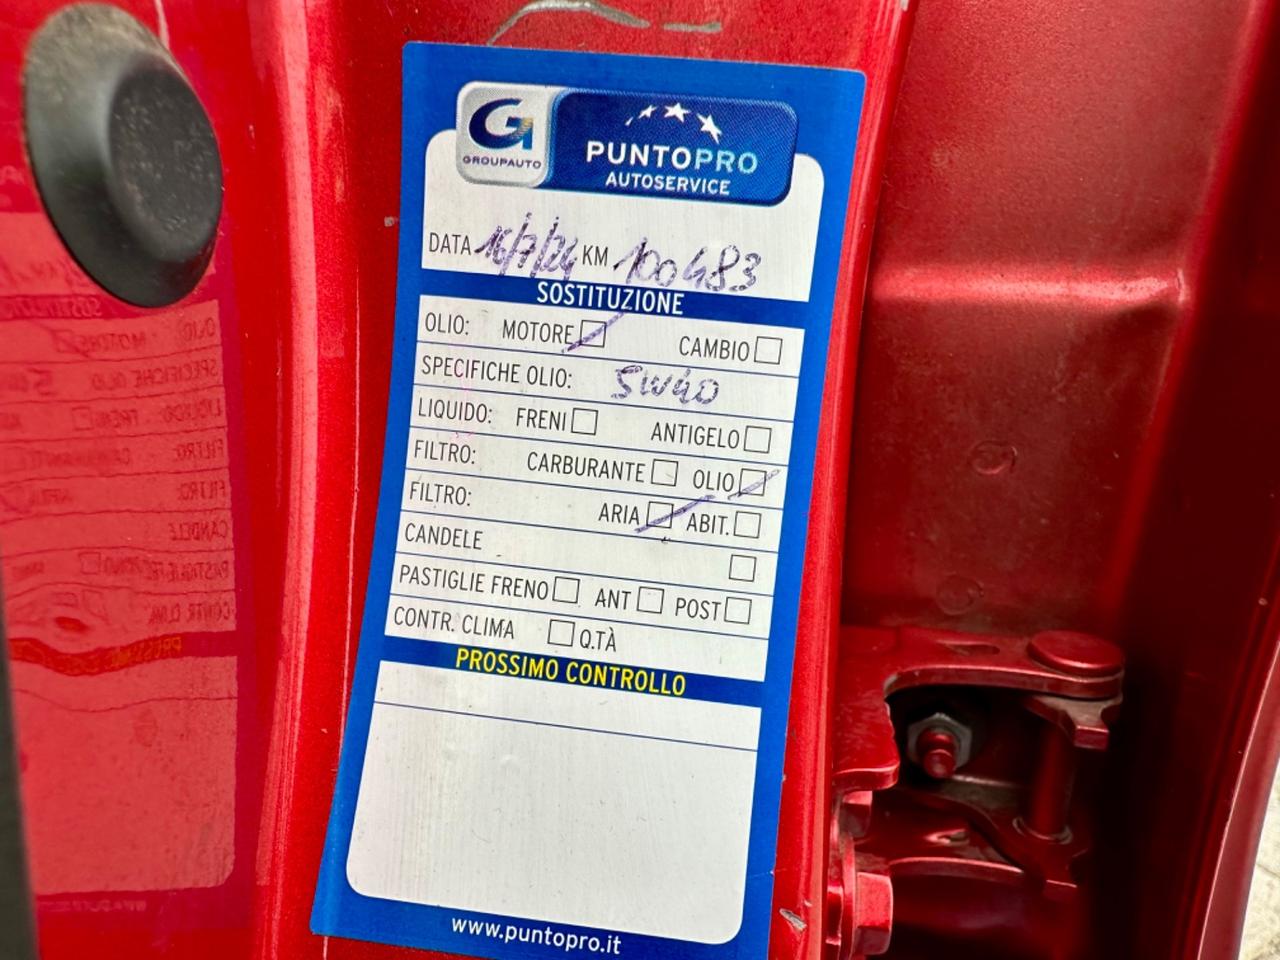 GROUPAUTO
PUNTOPRO
AUTOSERVICE
DATA 16/7/24 KM 100483
SOSTITUZIONE
OLIO: MOTORE CAMBIO
SPECIFICHE OLIO: 5W40
LIQUIDO: FRENI ANTIGELO
FILTRO: CARBURANTE OLIO
FILTRO: ARIA ABIT.
CANDELE
PASTIGLIE FRENO ANT POST
CONTR. CLIMA Q.TÀ
PROSSIMO CONTROLLO
www.puntopro.it